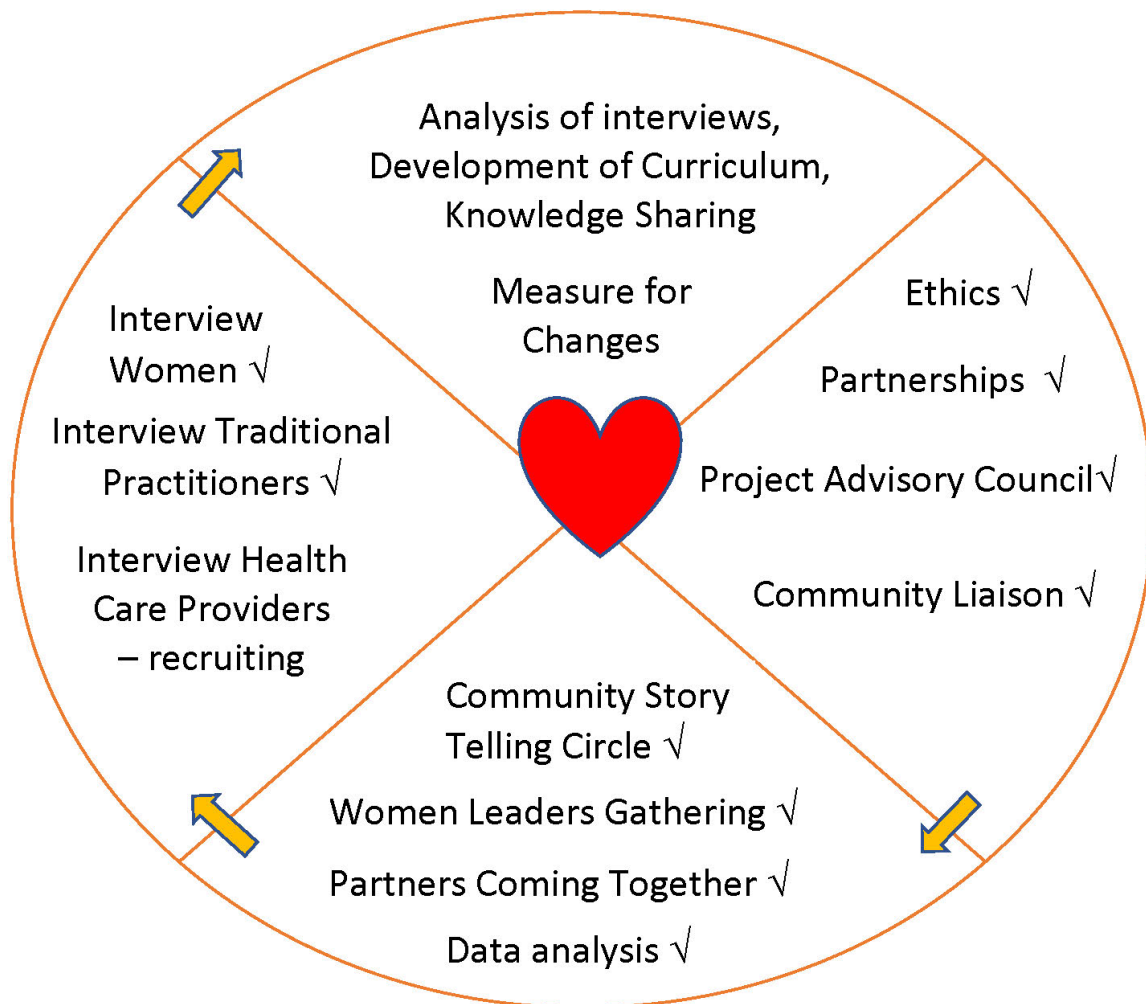 Analysis of interviews,
Development of Curriculum,
Knowledge Sharing
Measure for
Changes
Ethics √
Partnerships √
Project Advisory Council√
Community Liaison √
Community Story
Telling Circle √
Women Leaders Gathering √
Partners Coming Together √
Data analysis √
Interview
Women √
Interview Traditional
Practitioners √
Interview Health
Care Providers
– recruiting